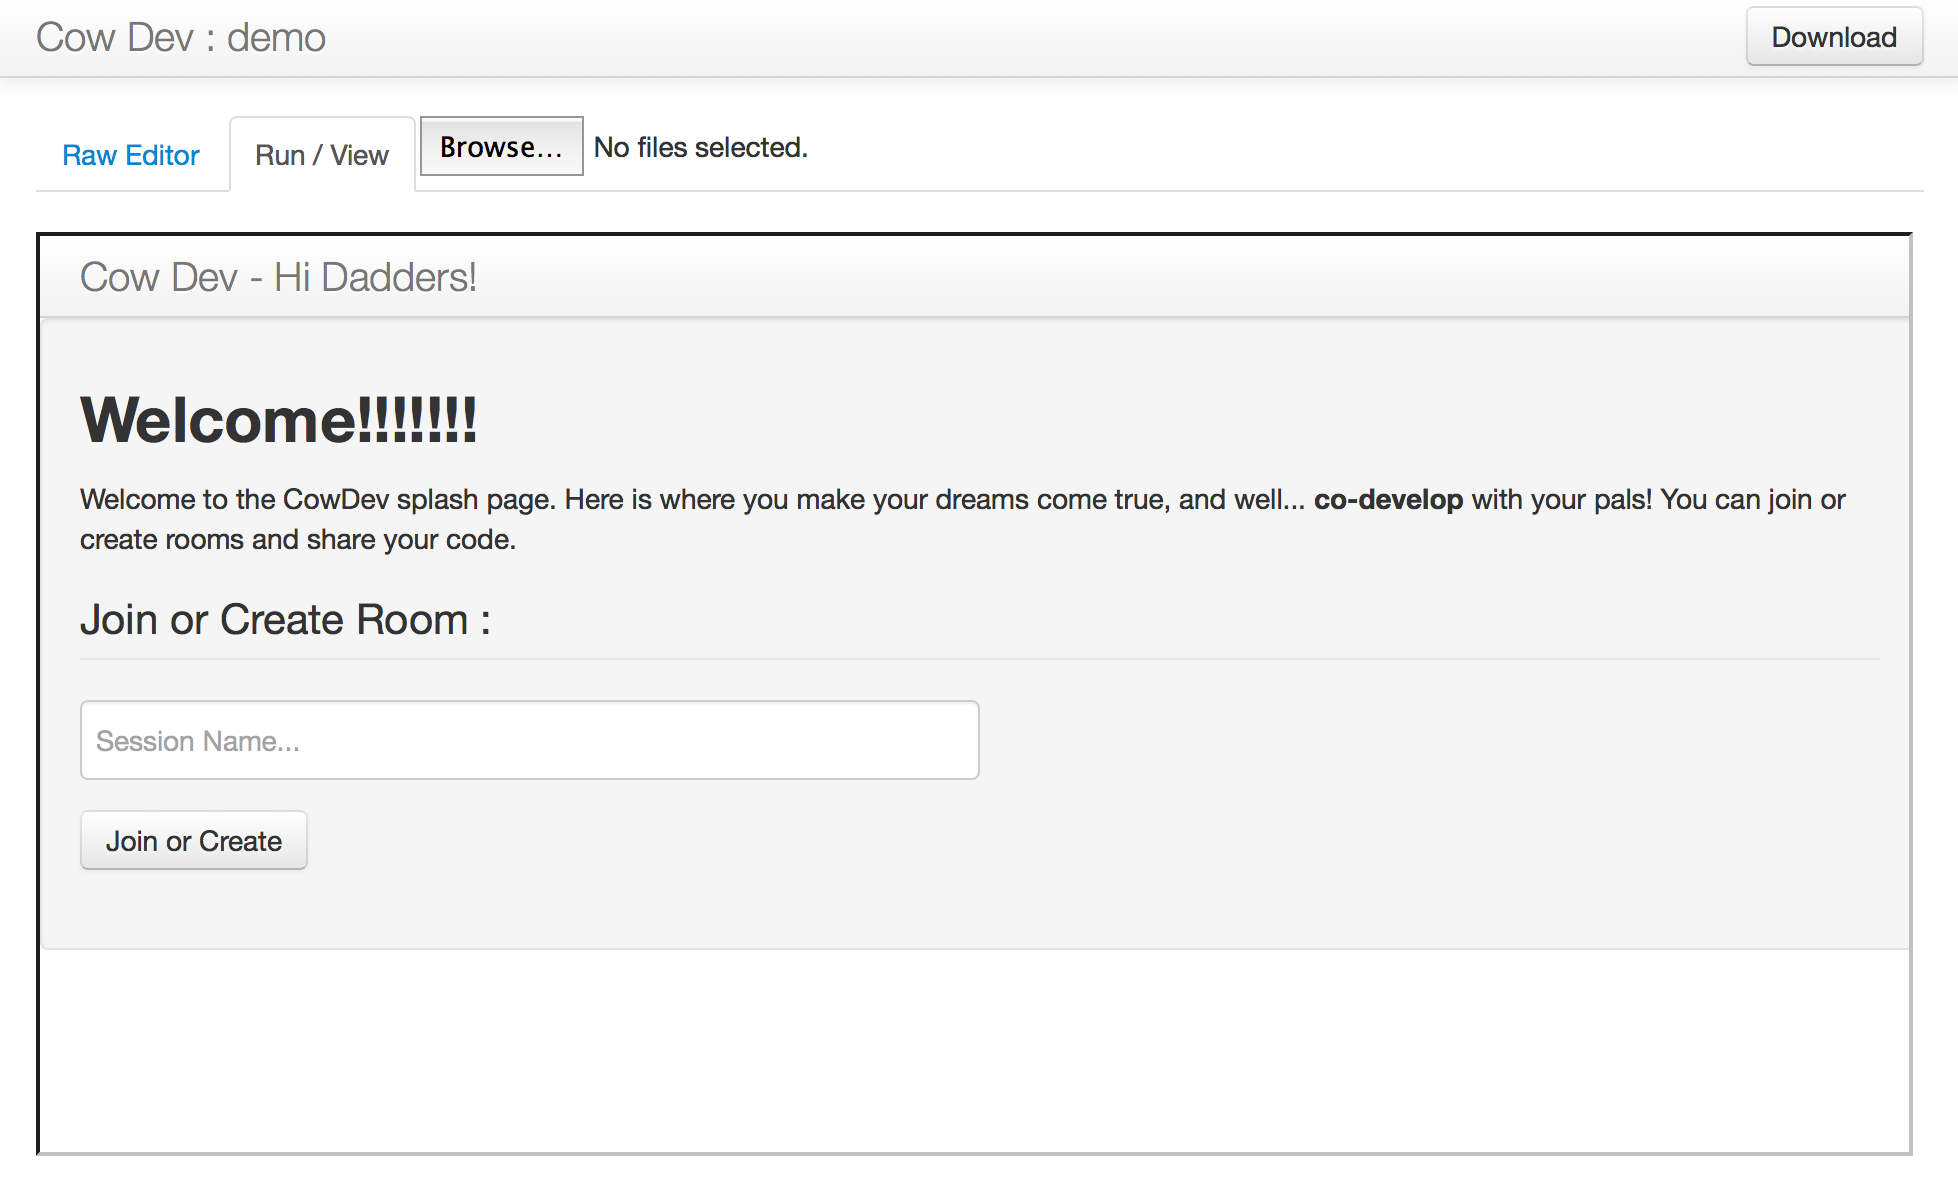 Cow Dev : demo
Download
Raw Editor
Run / View
Browse...
No files selected.
Cow Dev - Hi Dadders!
Welcome!!!!!!!
Welcome to the CowDev splash page. Here is where you make your dreams come true, and well... co-develop with your pals! You can join or
create rooms and share your code.
Join or Create Room :
Session Name...
Join or Create